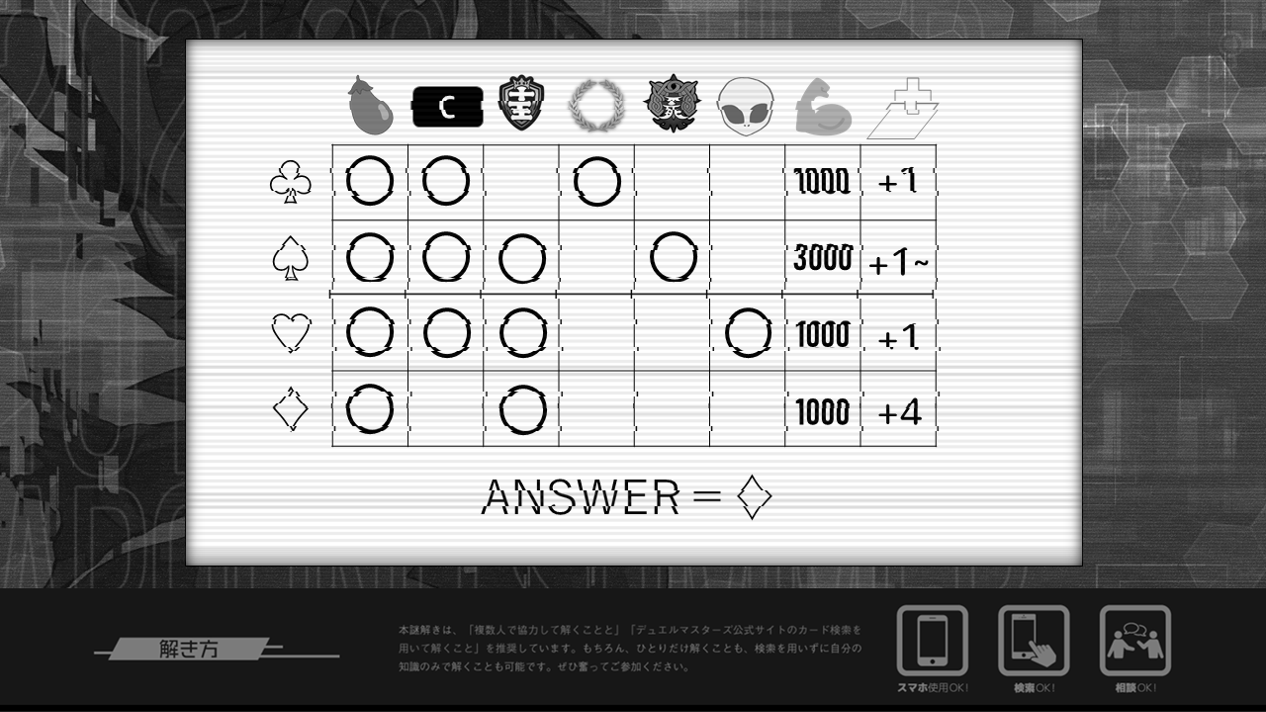 C
1000 +1
3000 +1~
1000 +1
1000 +4
ANSWER =
解き方
本謎解きは、「複数人で協力して解くことと」「デュエルマスターズ公式サイトのカード検索を
用いて解くこと」を推奨しています。もちろん、ひとりだけ解くことも、検索を用いずに自分の
知識のみで解くことも可能です。ぜひ奮ってご参加ください。
スマホ使用OK!
検索OK!
相談OK!